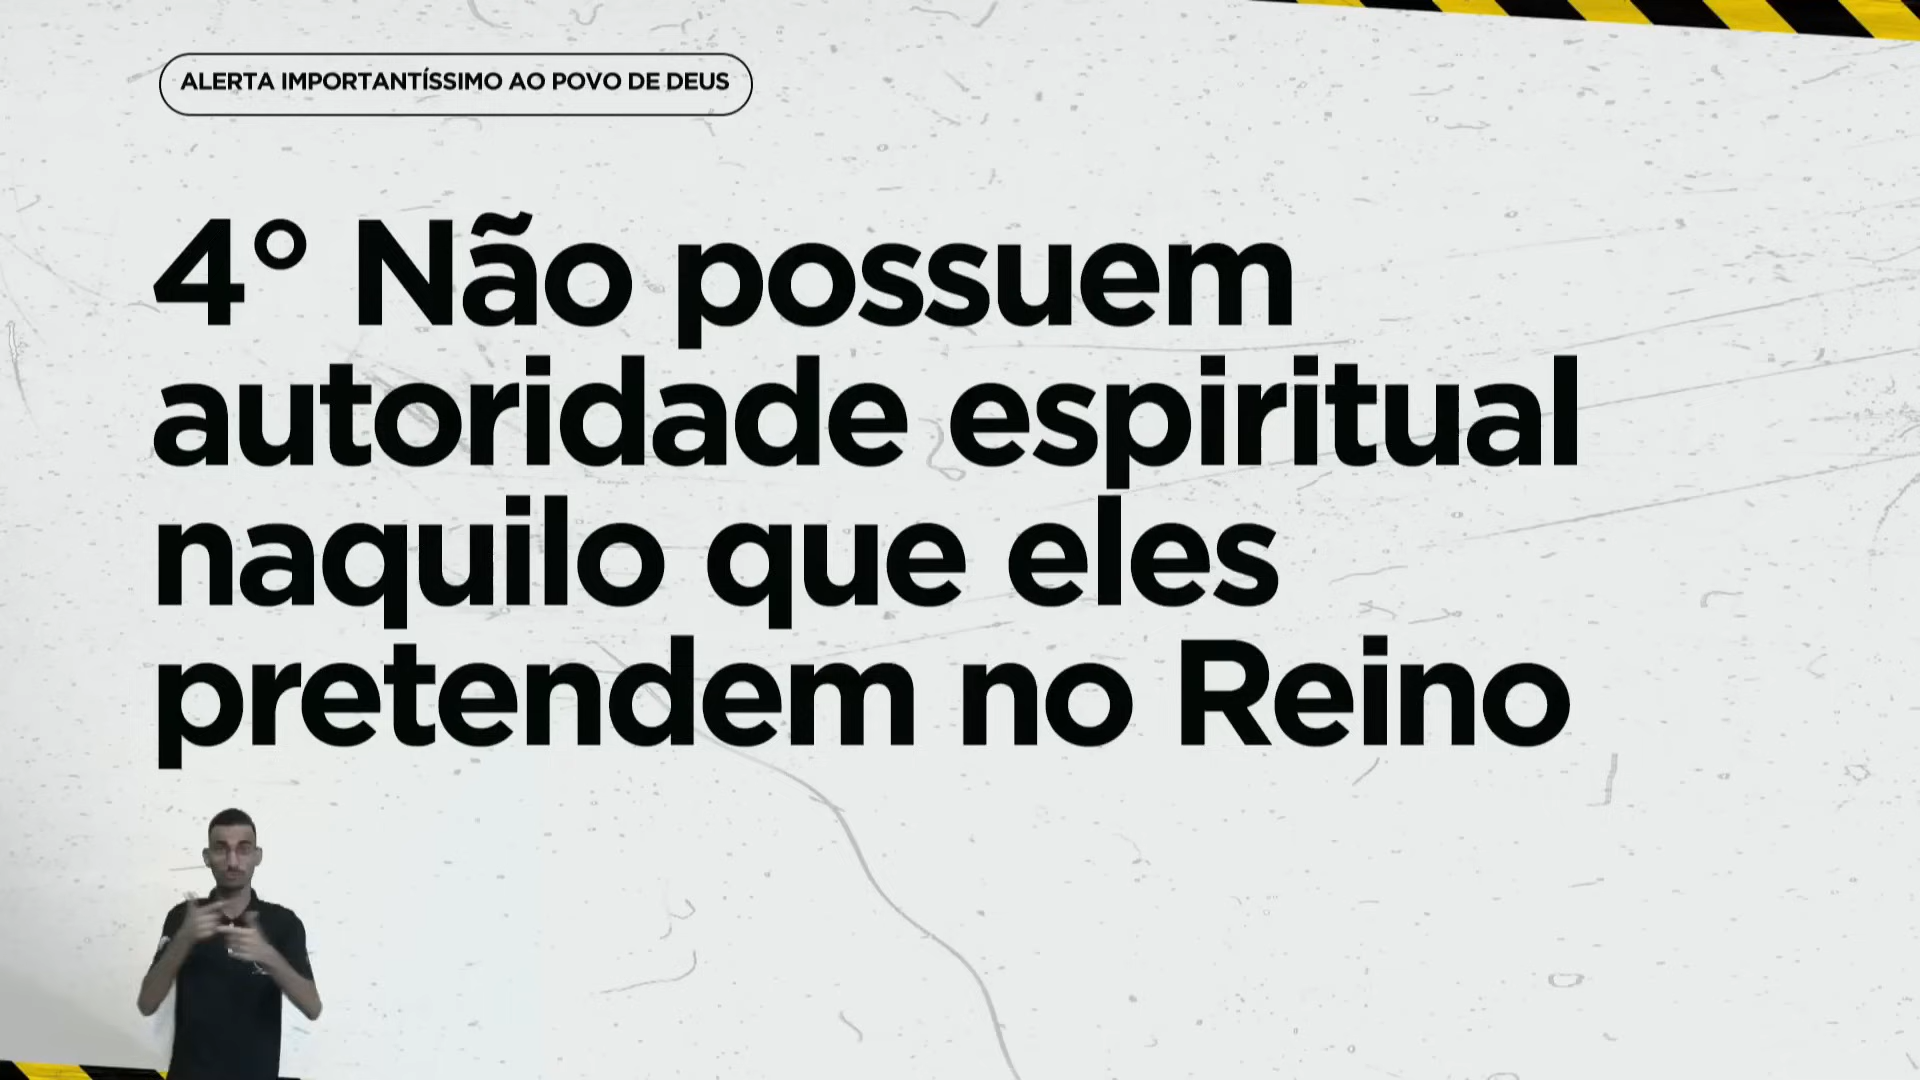 ALERTA IMPORTANTÍSSIMO AO POVO DE DEUS
4° Não possuem
autoridade espiritual
naquilo que eles
pretendem no Reino